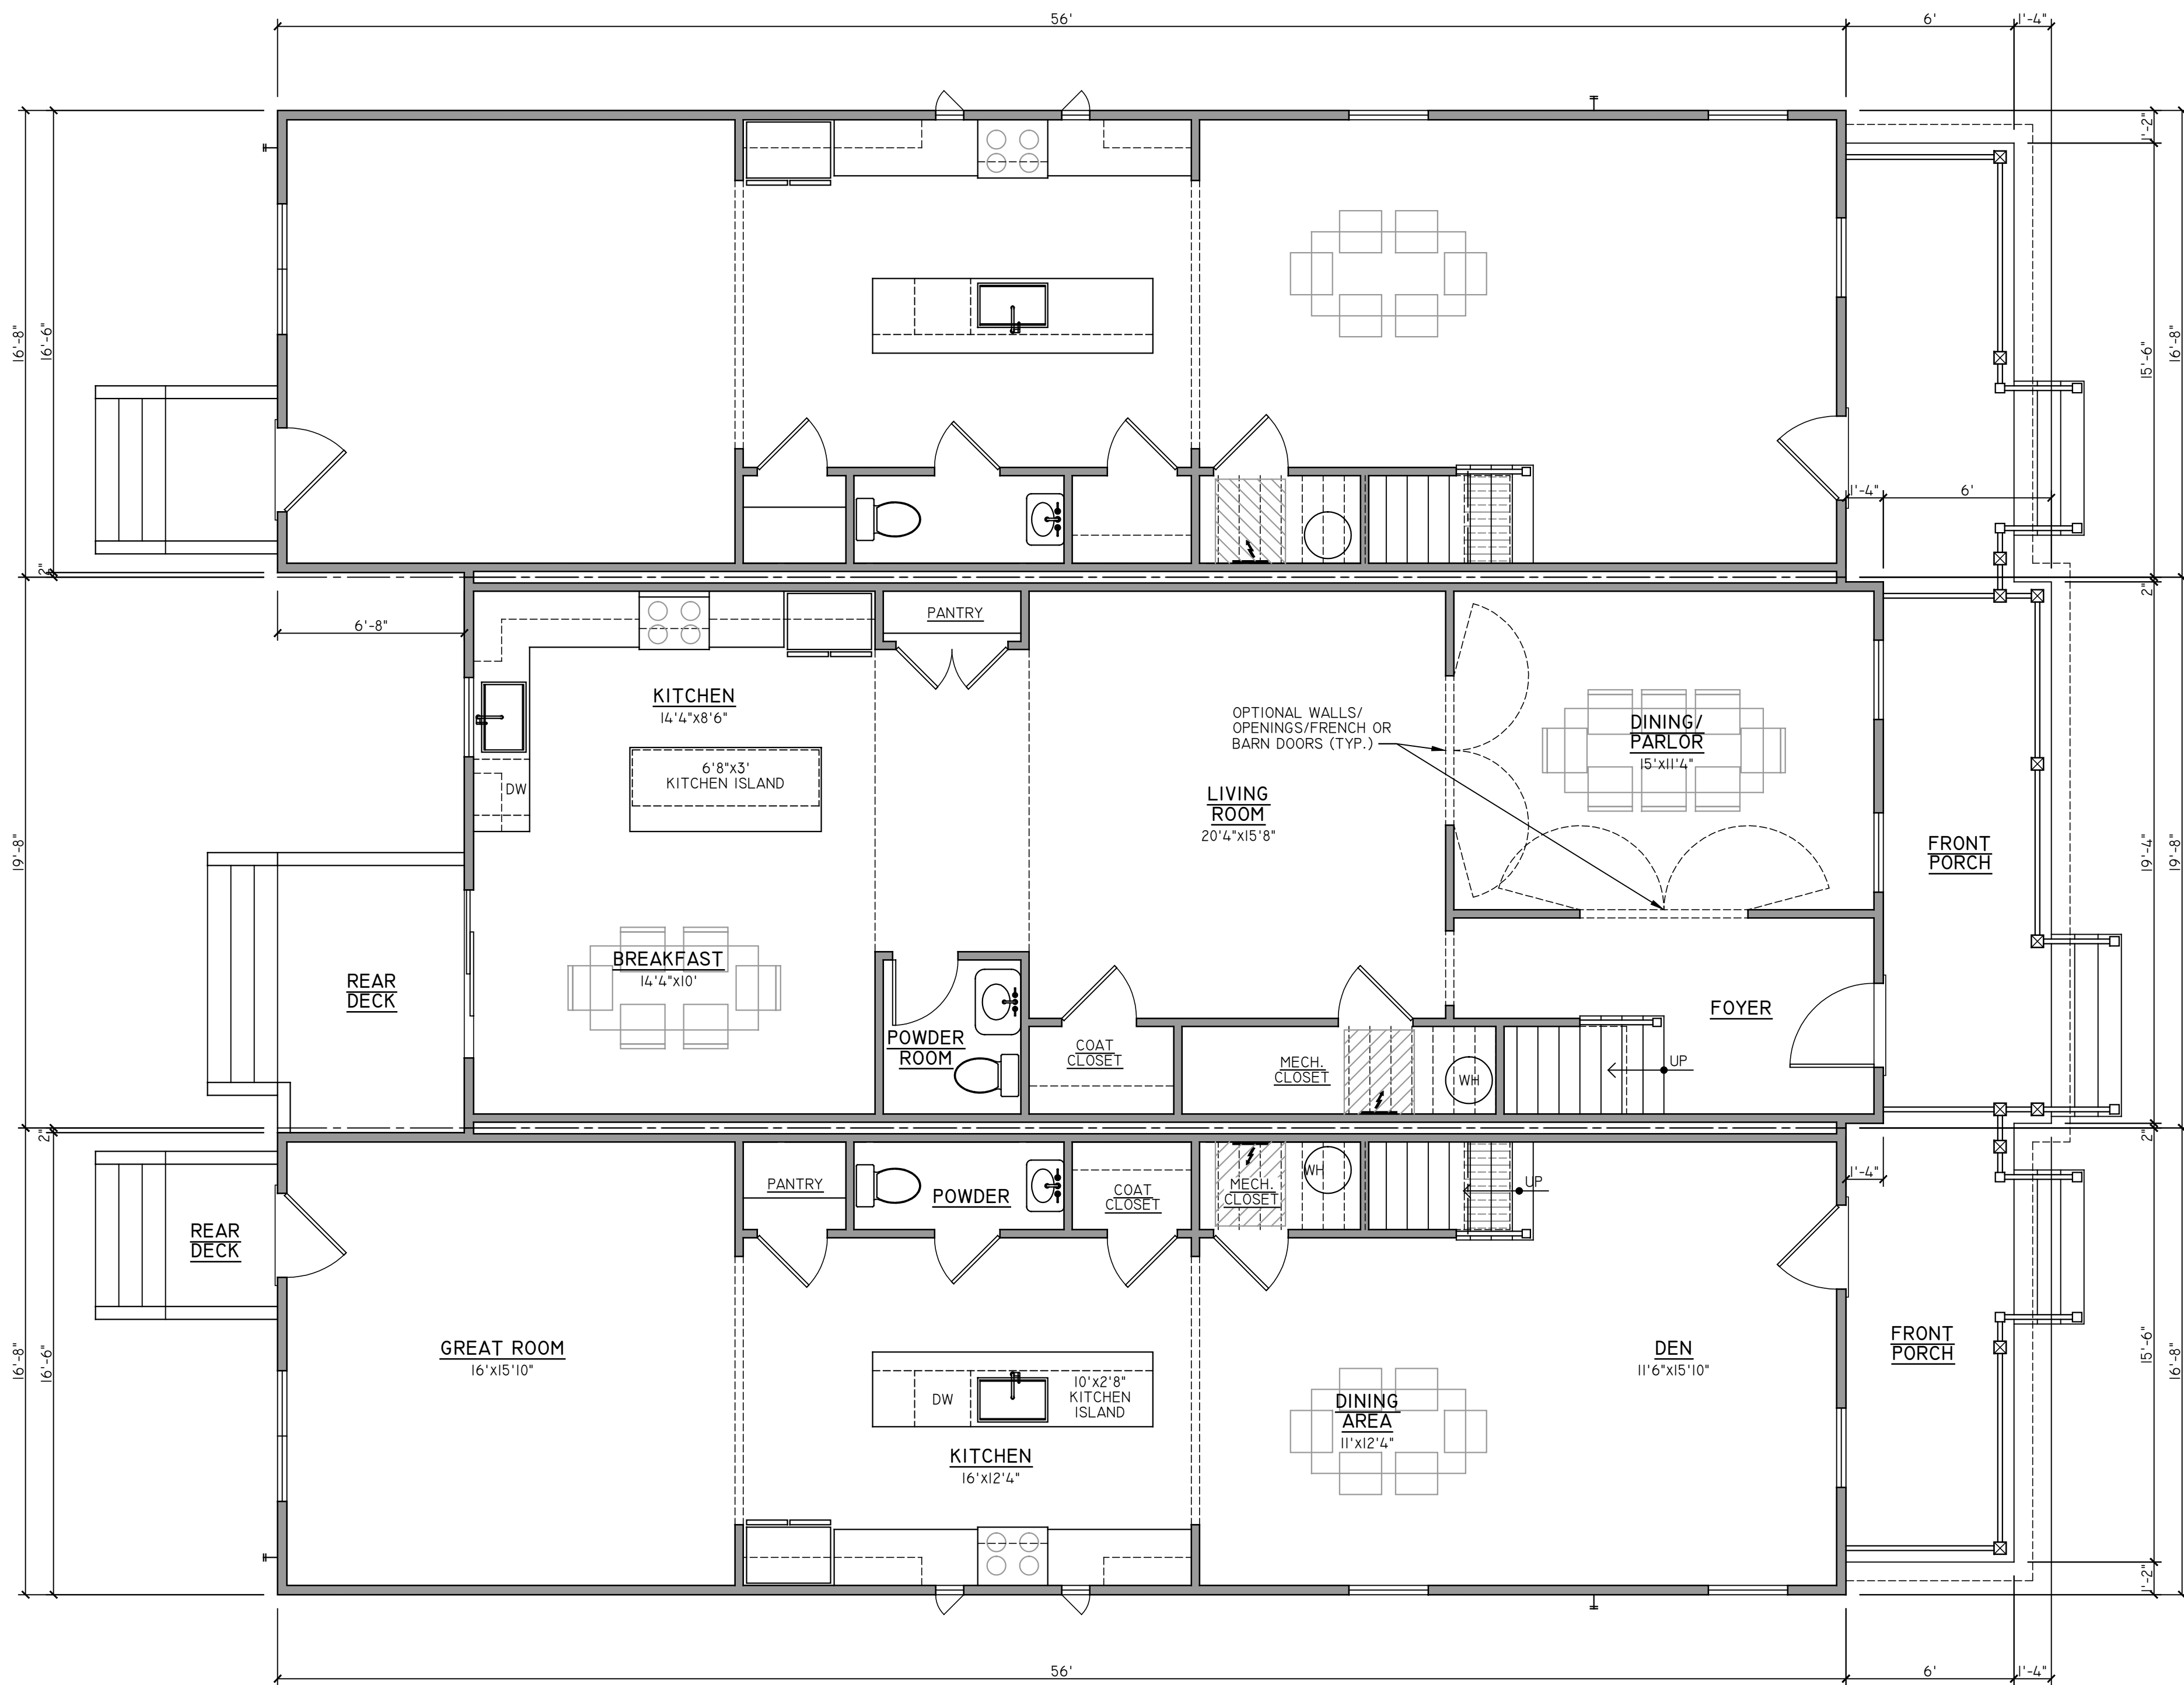 56'
6'
1'-4"
1'-2"
16'-8"
16'-6"
15'-6"
16'-8"
1'-4"
6'
2"
2"
6'-8"
PANTRY
KITCHEN
14'4"x8'6"
OPTIONAL WALLS/
OPENINGS/FRENCH OR
BARN DOORS (TYP.)
DINING/
PARLOR
15'x11'4"
6'8"x3'
KITCHEN ISLAND
DW
LIVING
ROOM
20'4"x15'8"
FRONT
PORCH
19'-8"
19'-4"
19'-8"
BREAKFAST
14'4"x10'
REAR
DECK
FOYER
POWDER
ROOM
COAT
CLOSET
MECH.
CLOSET
WH
UP
2"
2"
1'-4"
PANTRY
POWDER
COAT
CLOSET
MECH.
CLOSET
WH
UP
REAR
DECK
GREAT ROOM
16'x15'10"
DEN
11'6"x15'10"
FRONT
PORCH
16'-8"
16'-6"
15'-6"
16'-8"
DW
10'x2'8"
KITCHEN
ISLAND
DINING
AREA
11'x12'4"
KITCHEN
16'x12'4"
1'-2"
56'
6'
1'-4"